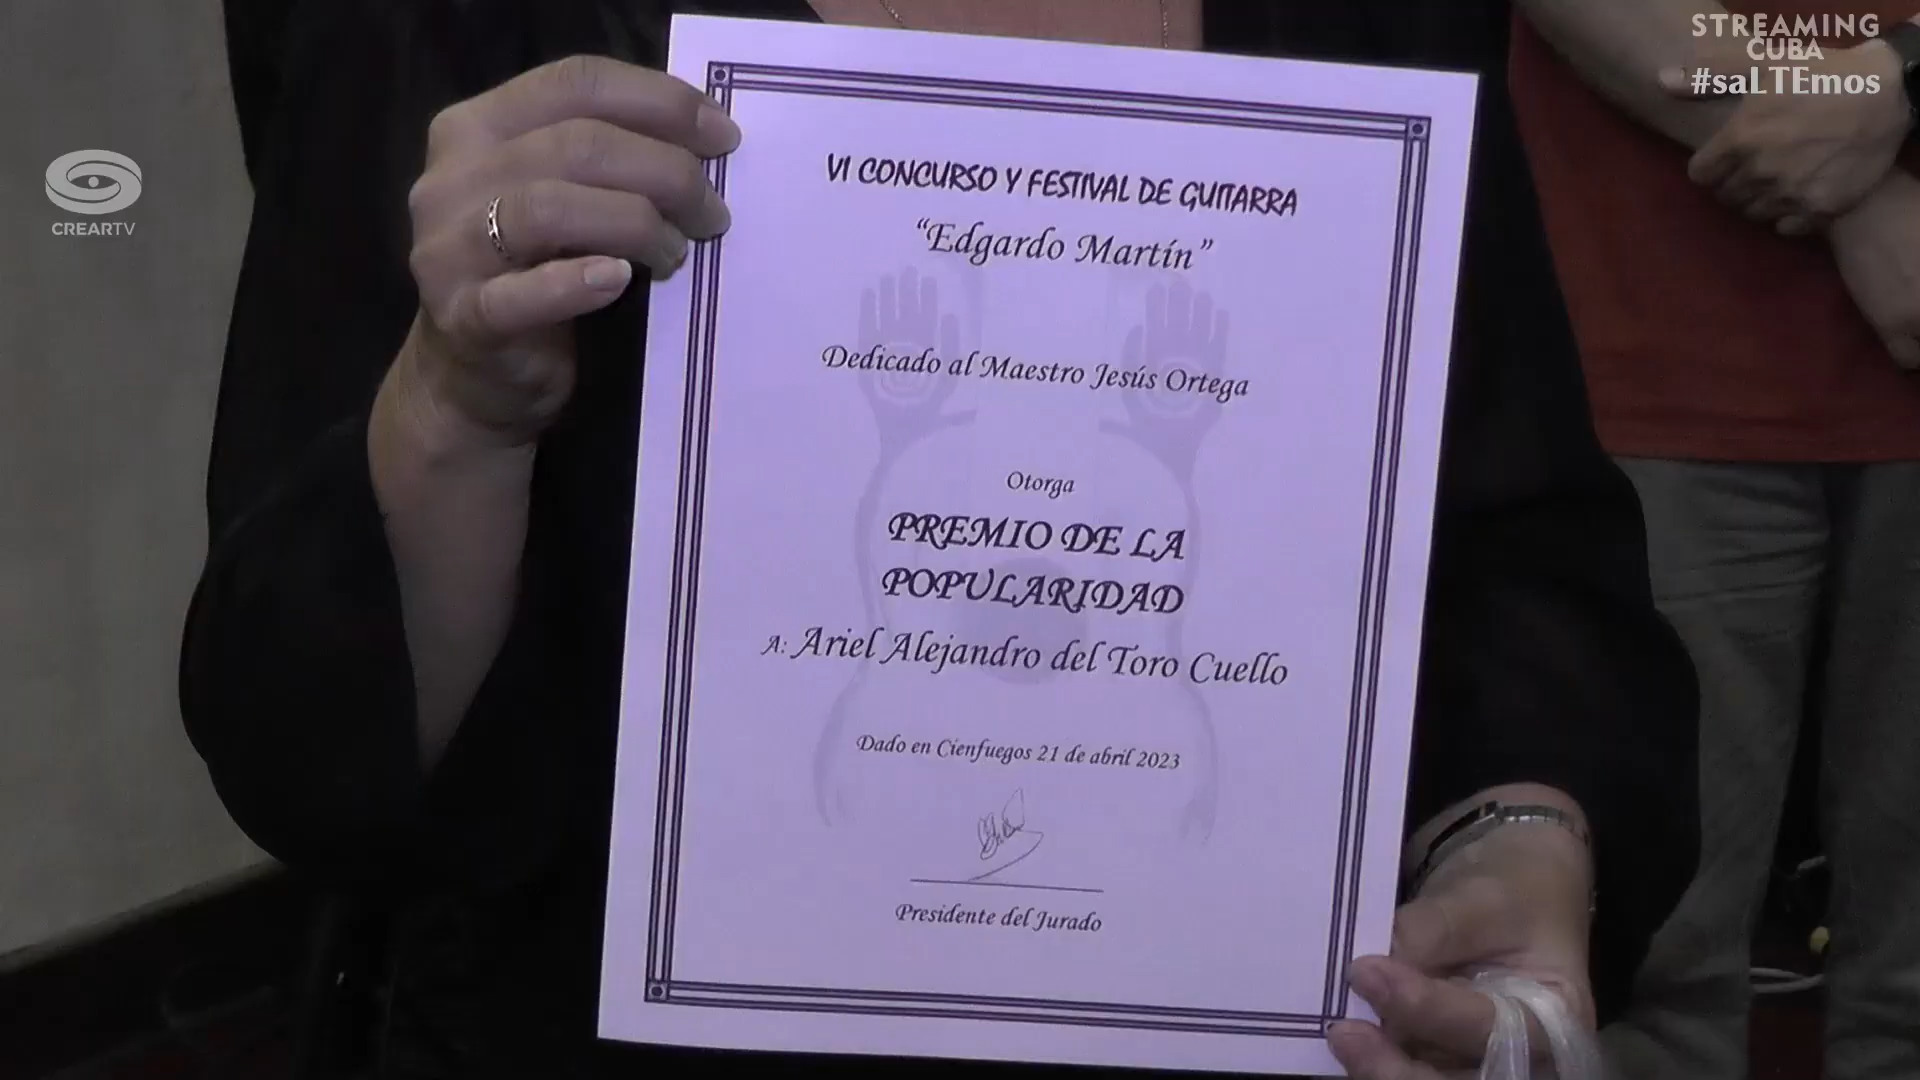 STREAMING
CUBA
#saLTEmos
CREARTV
VI CONCURSO Y FESTIVAL DE GUITARRA
“Edgardo Martín”
Dedicado al Maestro Jesús Ortega
Otorga
PREMIO DE LA
POPULARIDAD
A: Ariel Alejandro del Toro Cuello
Dado en Cienfuegos 21 de abril 2023
Presidente del Jurado